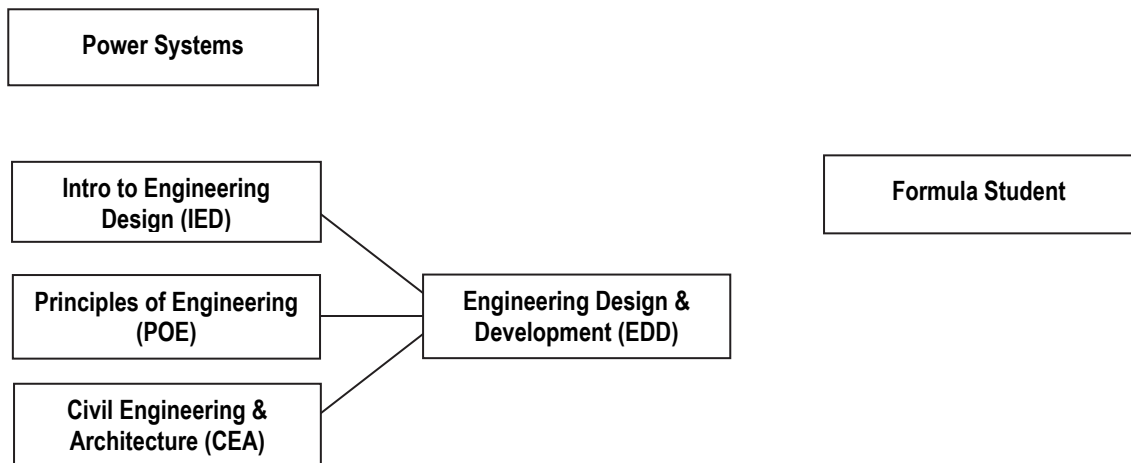 Power Systems
Intro to Engineering
Design (IED)
Formula Student
Principles of Engineering
(POE)
Engineering Design &
Development (EDD)
Civil Engineering &
Architecture (CEA)